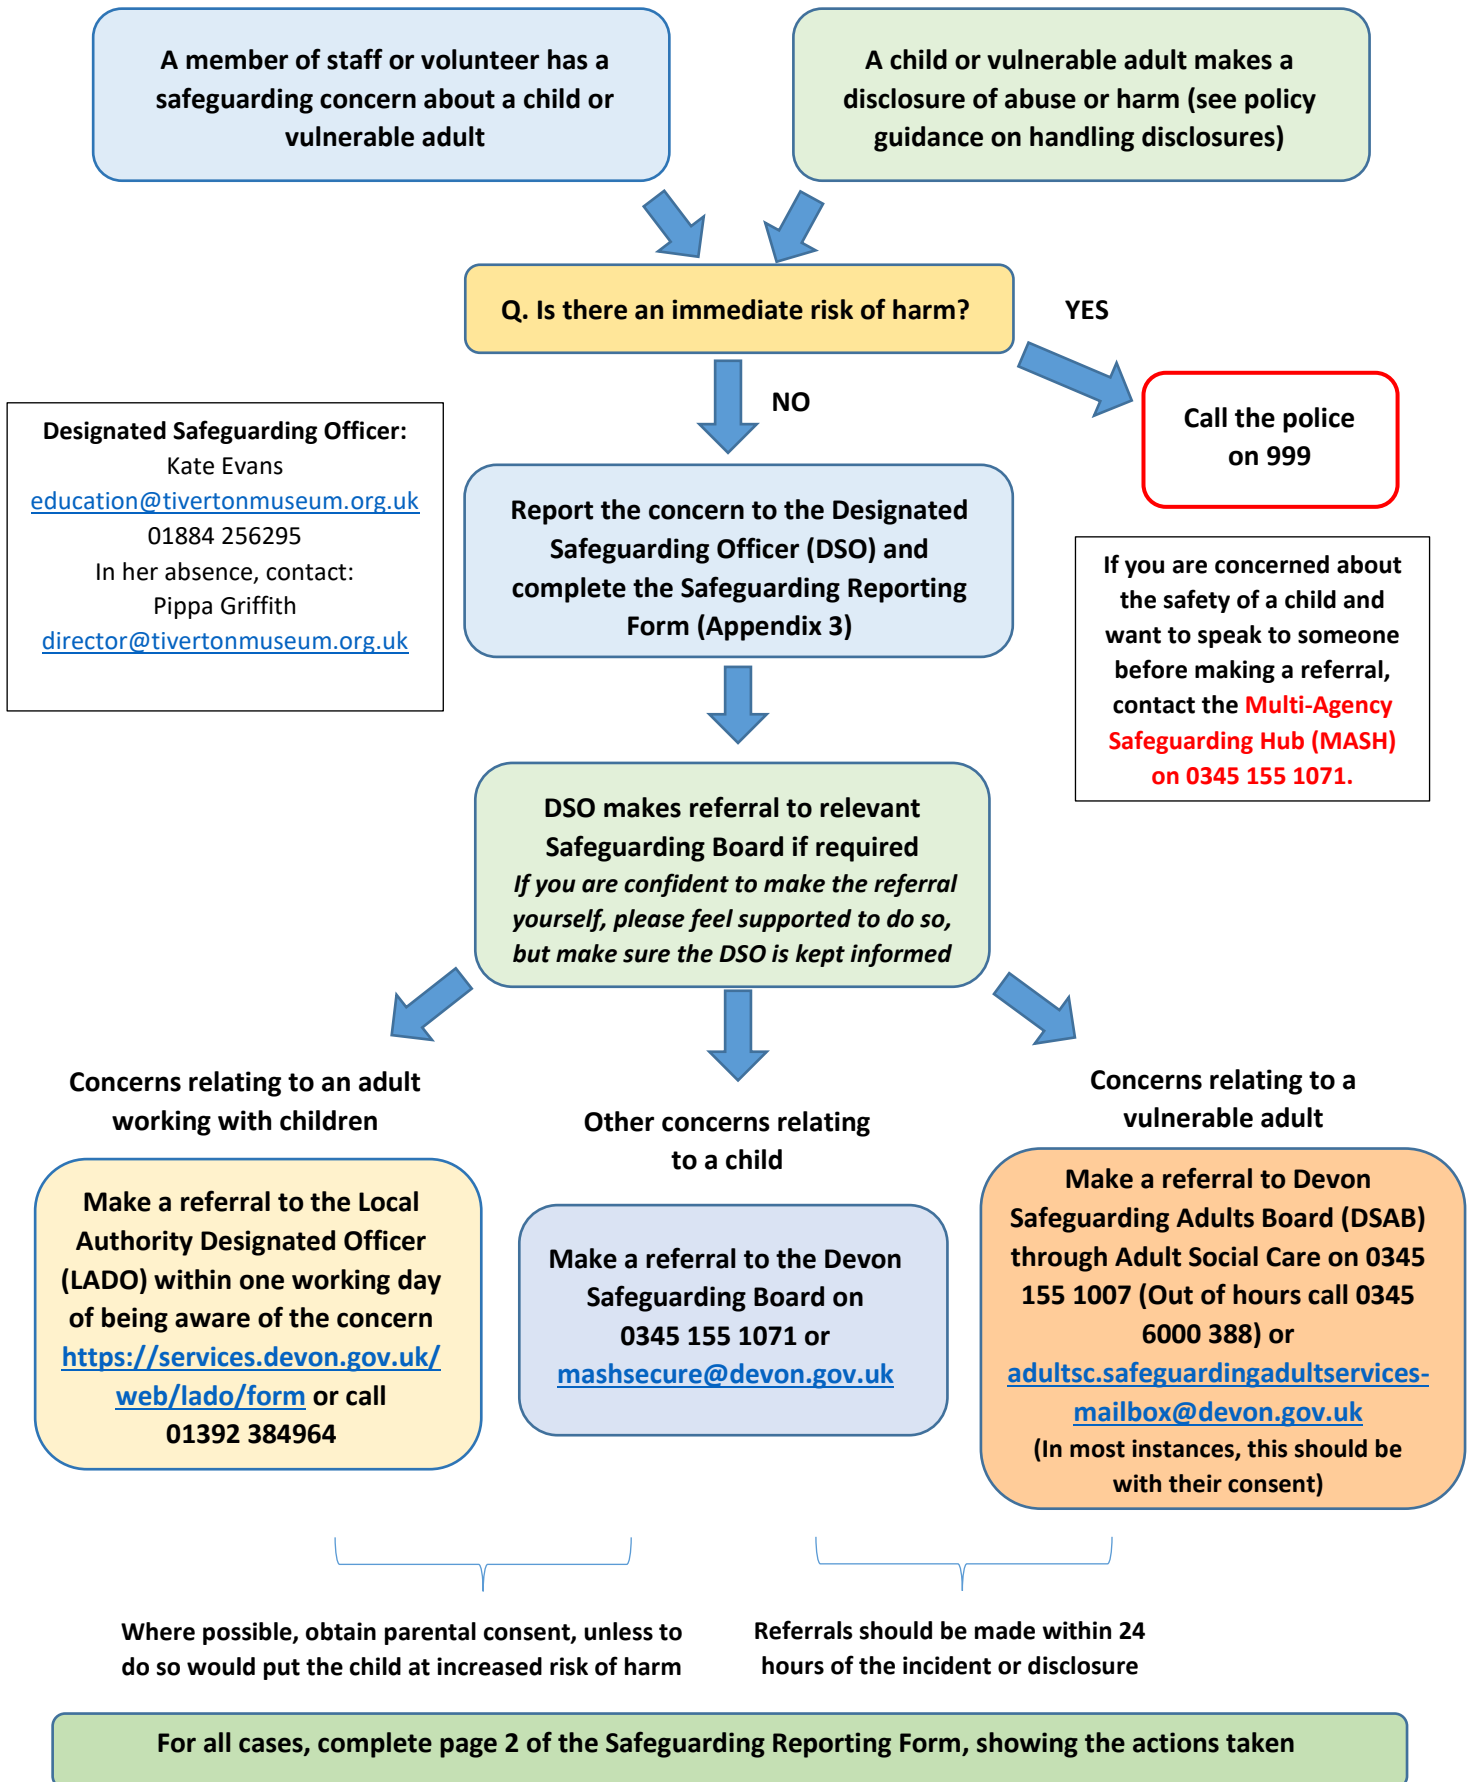 A member of staff or volunteer has a
safeguarding concern about a child or
vulnerable adult
A child or vulnerable adult makes a
disclosure of abuse or harm (see policy
guidance on handling disclosures)
Q. Is there an immediate risk of harm?
YES
NO
Call the police
on 999
Designated Safeguarding Officer:
Kate Evans
education@tivertonmuseum.org.uk
01884 256295
In her absence, contact:
Pippa Griffith
director@tivertonmuseum.org.uk
Report the concern to the Designated
Safeguarding Officer (DSO) and
complete the Safeguarding Reporting
Form (Appendix 3)
If you are concerned about
the safety of a child and
want to speak to someone
before making a referral,
contact the Multi-Agency
Safeguarding Hub (MASH)
on 0345 155 1071.
DSO makes referral to relevant
Safeguarding Board if required
If you are confident to make the referral
yourself, please feel supported to do so,
but make sure the DSO is kept informed
Concerns relating to an adult
working with children
Make a referral to the Local
Authority Designated Officer
(LADO) within one working day
of being aware of the concern
https://services.devon.gov.uk/
web/lado/form or call
01392 384964
Other concerns relating
to a child
Make a referral to the Devon
Safeguarding Board on
0345 155 1071 or
mashsecure@devon.gov.uk
Concerns relating to a
vulnerable adult
Make a referral to Devon
Safeguarding Adults Board (DSAB)
through Adult Social Care on 0345
155 1007 (Out of hours call 0345
6000 388) or
adultsc.safeguardingadultservices-
mailbox@devon.gov.uk
(In most instances, this should be
with their consent)
Where possible, obtain parental consent, unless to
do so would put the child at increased risk of harm
Referrals should be made within 24
hours of the incident or disclosure
For all cases, complete page 2 of the Safeguarding Reporting Form, showing the actions taken